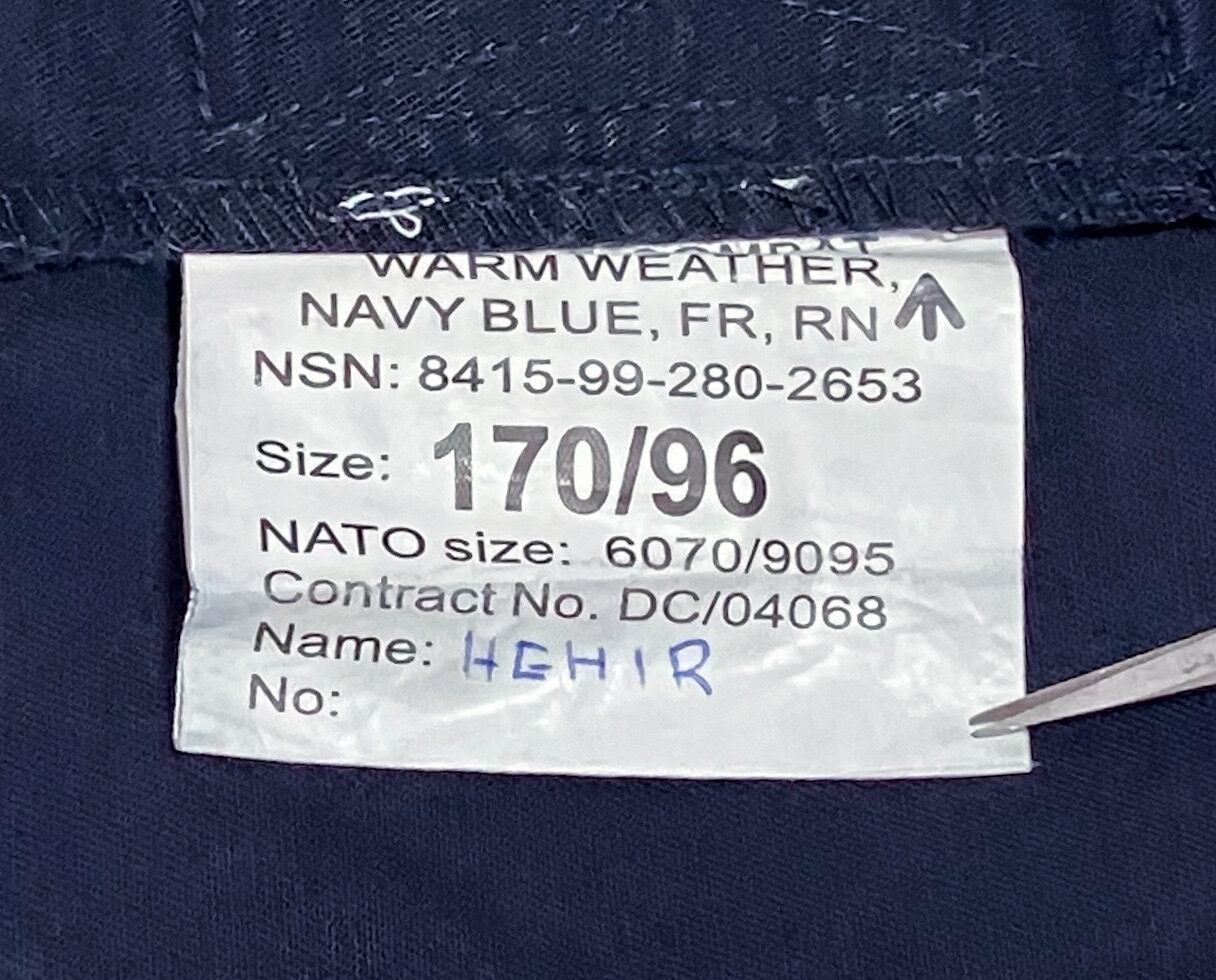 WARM WEATHER,
NAVY BLUE, FR, RN
NSN: 8415-99-280-2653
Size: 170/96
NATO size: 6070/9095
Contract No. DC/04068
Name: HGHIR
No: